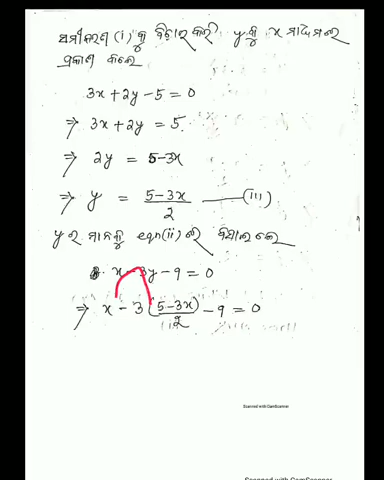 ସମୀକରଣ (i) କୁ ବିଚାର କରି y କୁ x ମାଧ୍ୟମରେ
ପ୍ରକାଶ କଲେ
3x + 2y - 5 = 0
⇒ 3x + 2y = 5
⇒ 2y = 5-3x
⇒ y = \frac{5-3x}{2} —(iii)
y ର ମାନକୁ eqn(ii) ରେ ବସାଇଲେ
x - 3y - 9 = 0
⇒ x - 3 (\frac{5-3x}{2}) - 9 = 0
Scanned with CamScanner
Scanned with CamScanner